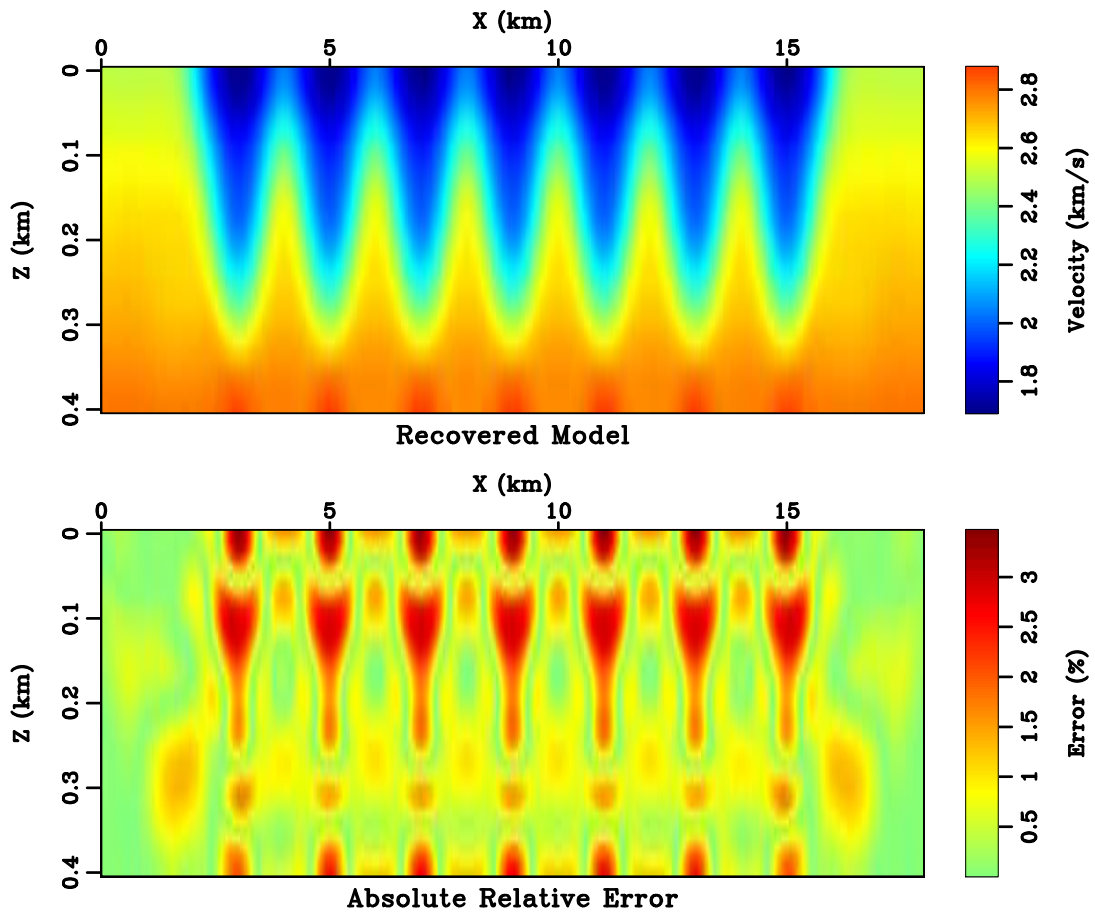 X (km)
0 5 10 15
0
0.1
0.2
0.3
0.4
Z (km)
2.8
2.6
2.4
2.2
2
1.8
Velocity (km/s)
Recovered Model
X (km)
0 5 10 15
0
0.1
0.2
0.3
0.4
Z (km)
3
2.5
2
1.5
1
0.5
Error (%)
Absolute Relative Error